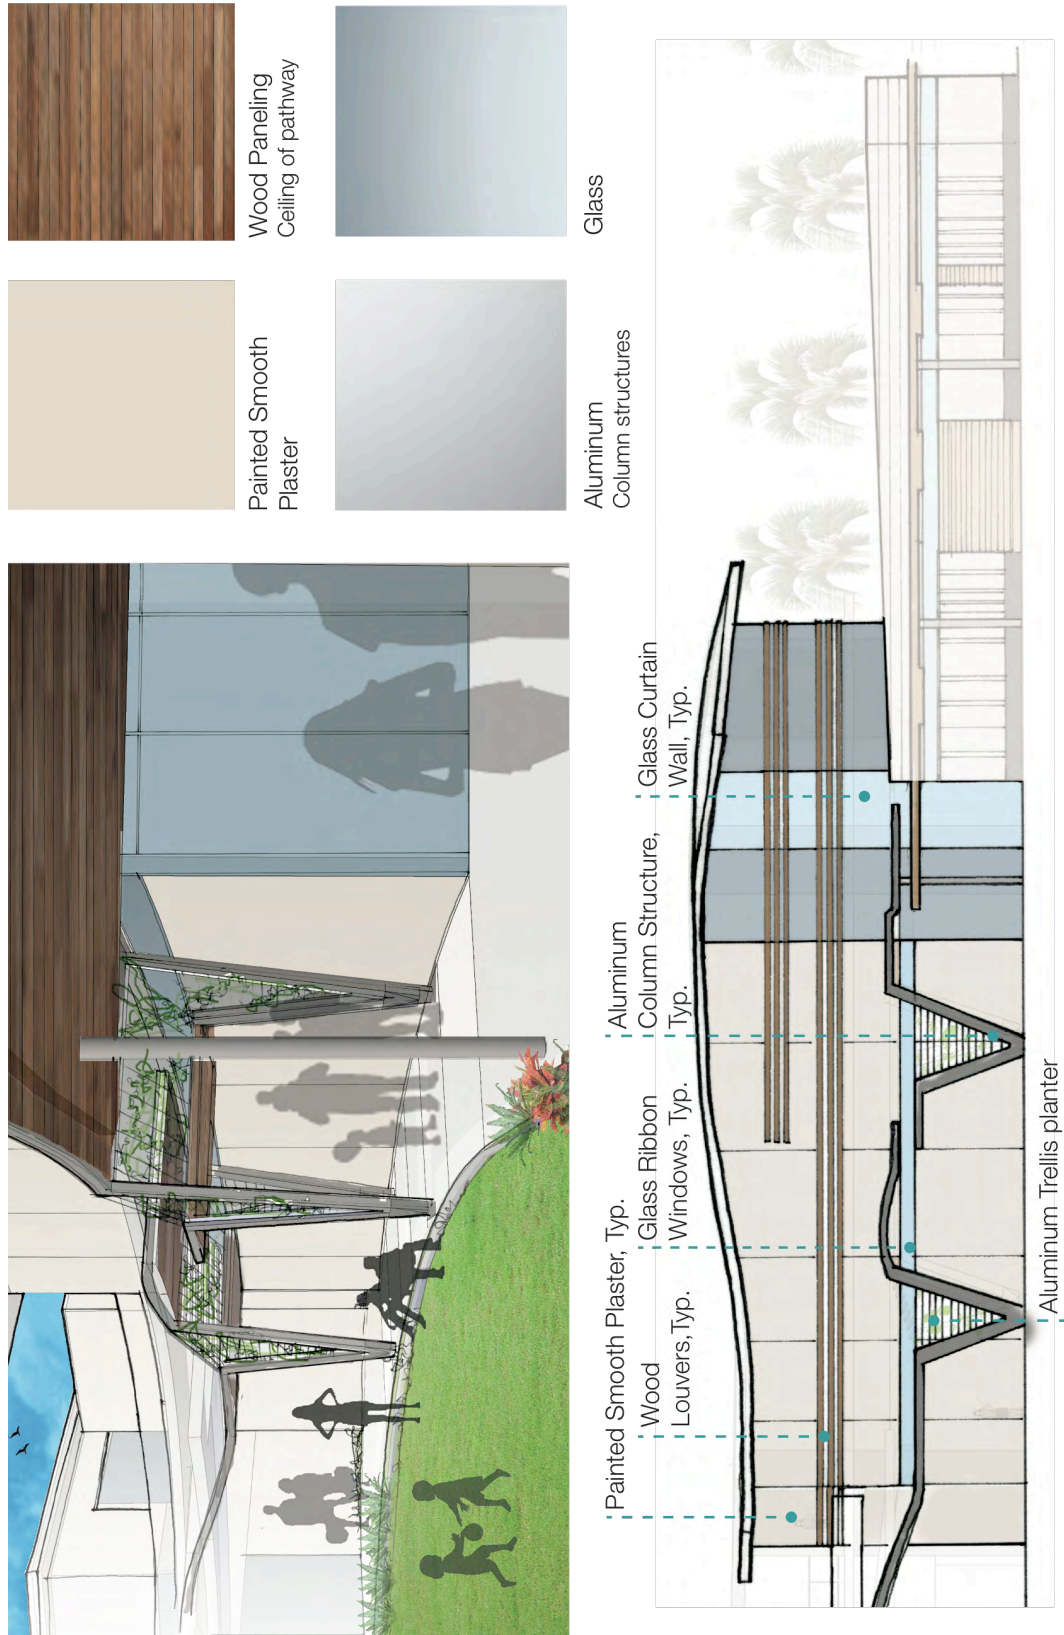 Painted Smooth
Plaster
Wood Paneling
Ceiling of pathway
Aluminum
Column structures
Glass
Painted Smooth Plaster, Typ.
Wood
Louvers,Typ.
Glass Ribbon
Windows, Typ.
Aluminum
Column Structure,
Typ.
Glass Curtain
Wall, Typ.
Aluminum Trellis planter